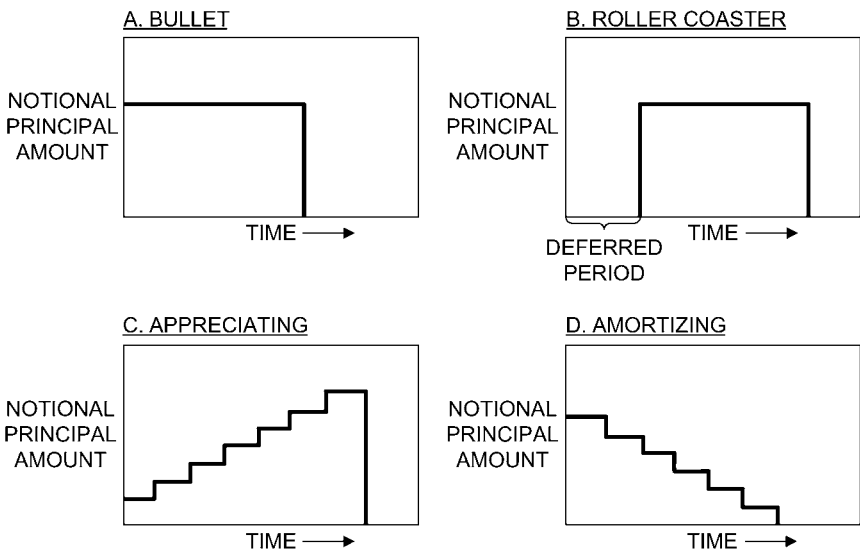 A. BULLET
NOTIONAL
PRINCIPAL
AMOUNT
TIME
B. ROLLER COASTER
NOTIONAL
PRINCIPAL
AMOUNT
TIME
DEFERRED
PERIOD
C. APPRECIATING
NOTIONAL
PRINCIPAL
AMOUNT
TIME
D. AMORTIZING
NOTIONAL
PRINCIPAL
AMOUNT
TIME